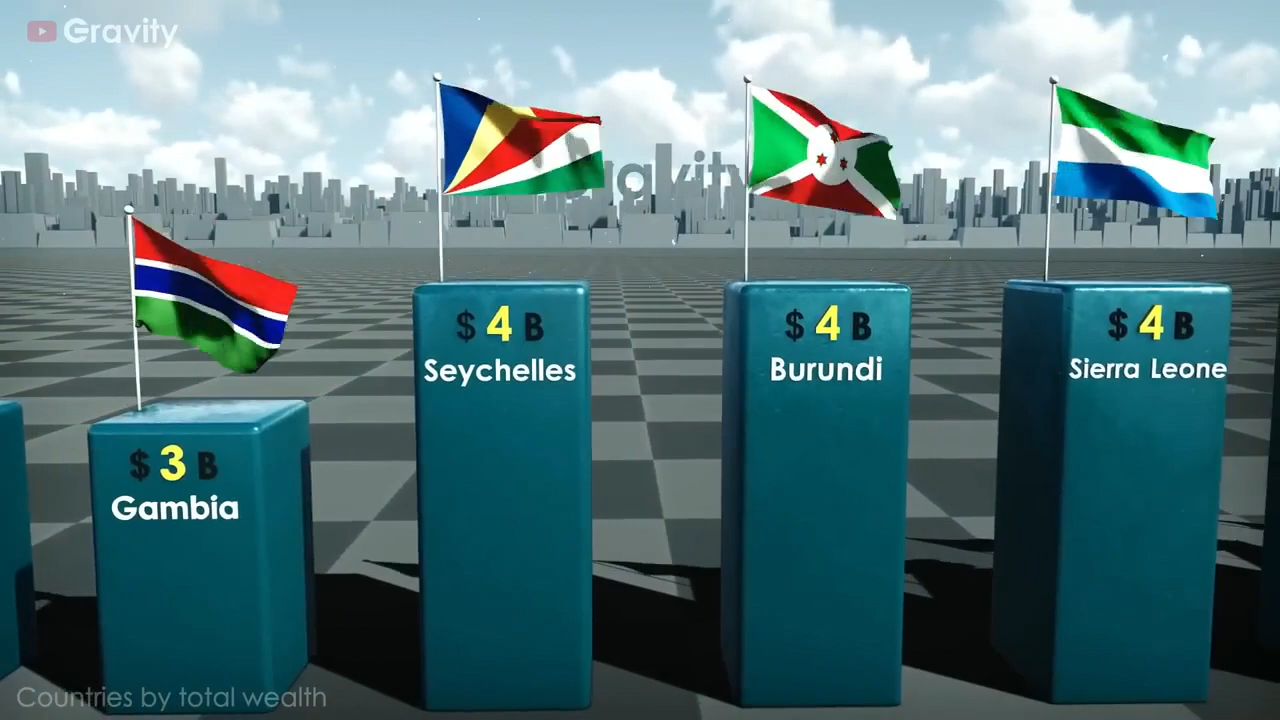 Gravity
$ 3 B
Gambia
$ 4 B
Seychelles
$ 4 B
Burundi
$ 4 B
Sierra Leone
Countries by total wealth